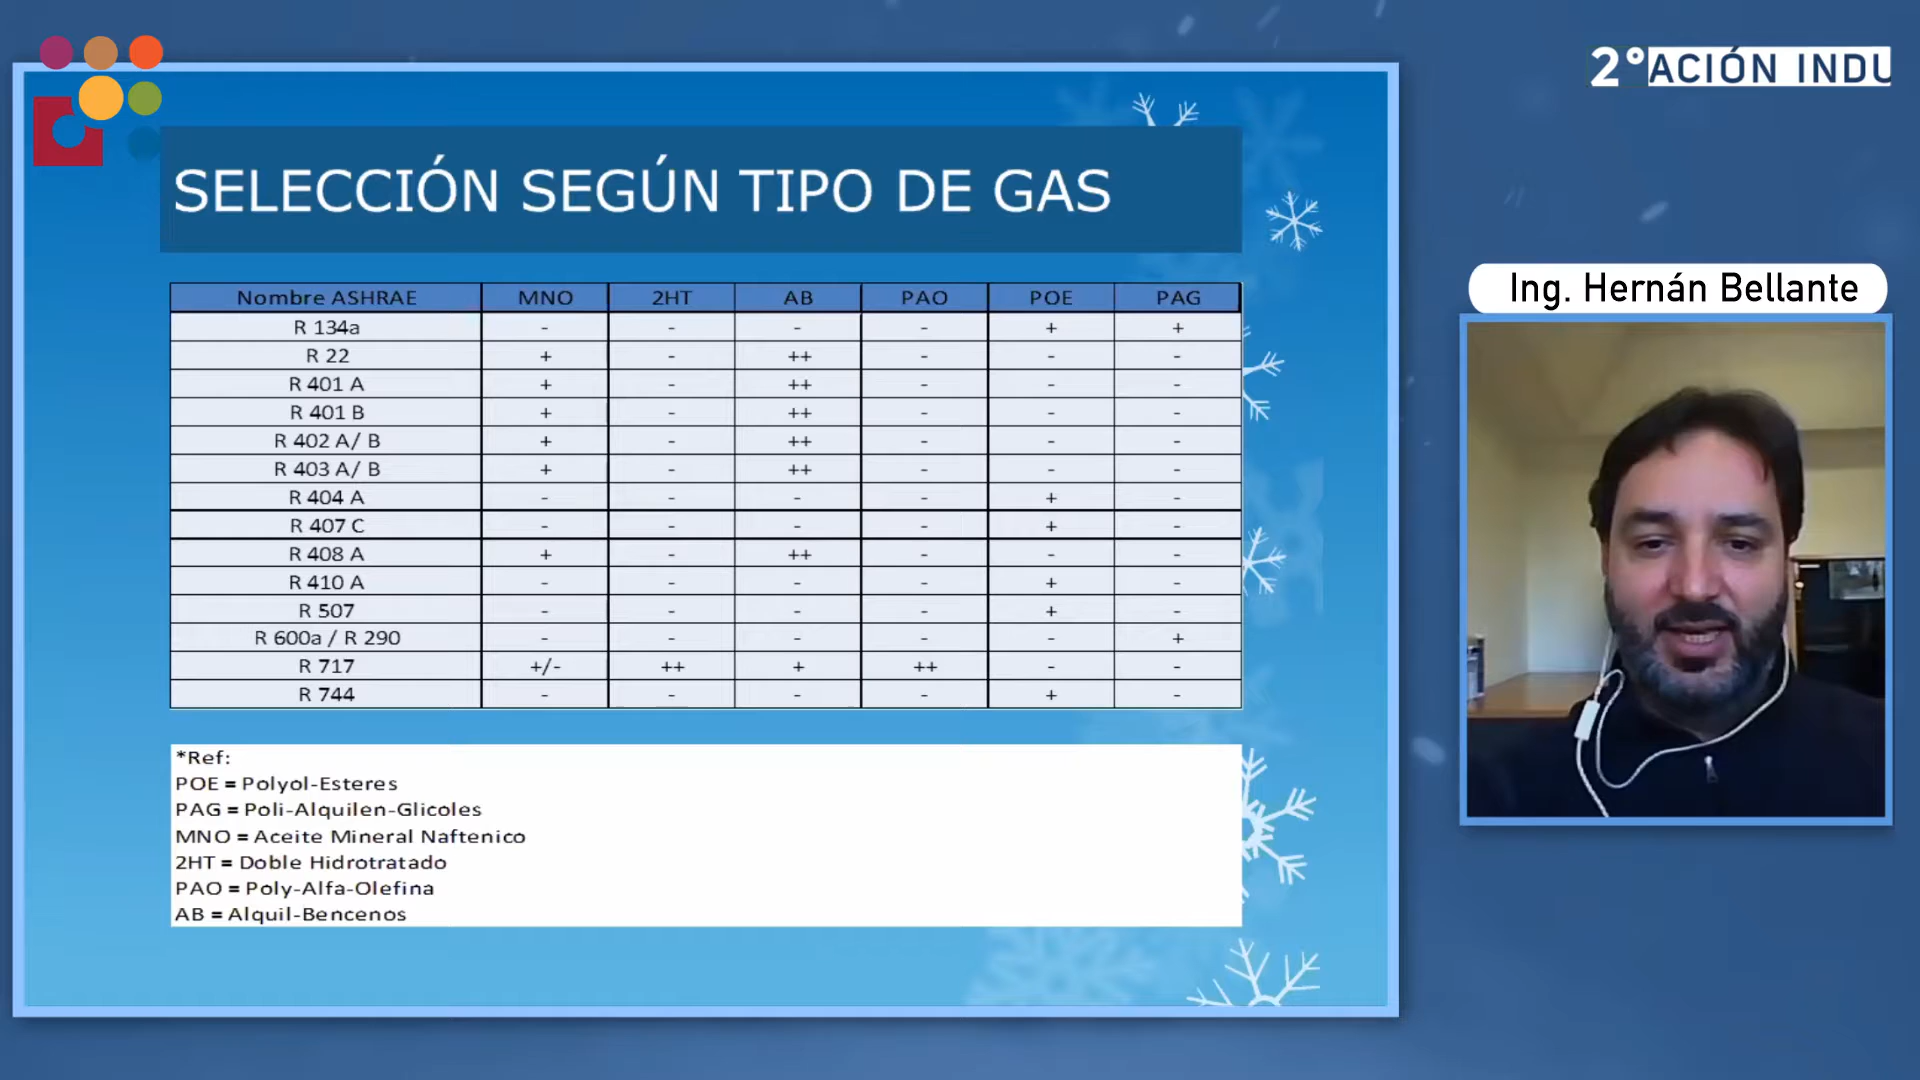 2°ACIÓN INDU
SELECCIÓN SEGÚN TIPO DE GAS
Ing. Hernán Bellante
Nombre ASHRAE MNO 2HT AB PAO POE PAG
R 134a - - - - + +
R 22 + - ++ - - -
R 401 A + - ++ - - -
R 401 B + - ++ - - -
R 402 A/ B + - ++ - - -
R 403 A/ B + - ++ - - -
R 404 A - - - - + -
R 407 C - - - - + -
R 408 A + - ++ - - -
R 410 A - - - - + -
R 507 - - - - + -
R 600a / R 290 - - - - - +
R 717 +/- ++ + ++ - -
R 744 - - - - + -
*Ref:
POE = Polyol-Esteres
PAG = Poli-Alquilen-Glicoles
MNO = Aceite Mineral Naftenico
2HT = Doble Hidrotratado
PAO = Poly-Alfa-Olefina
AB = Alquil-Bencenos